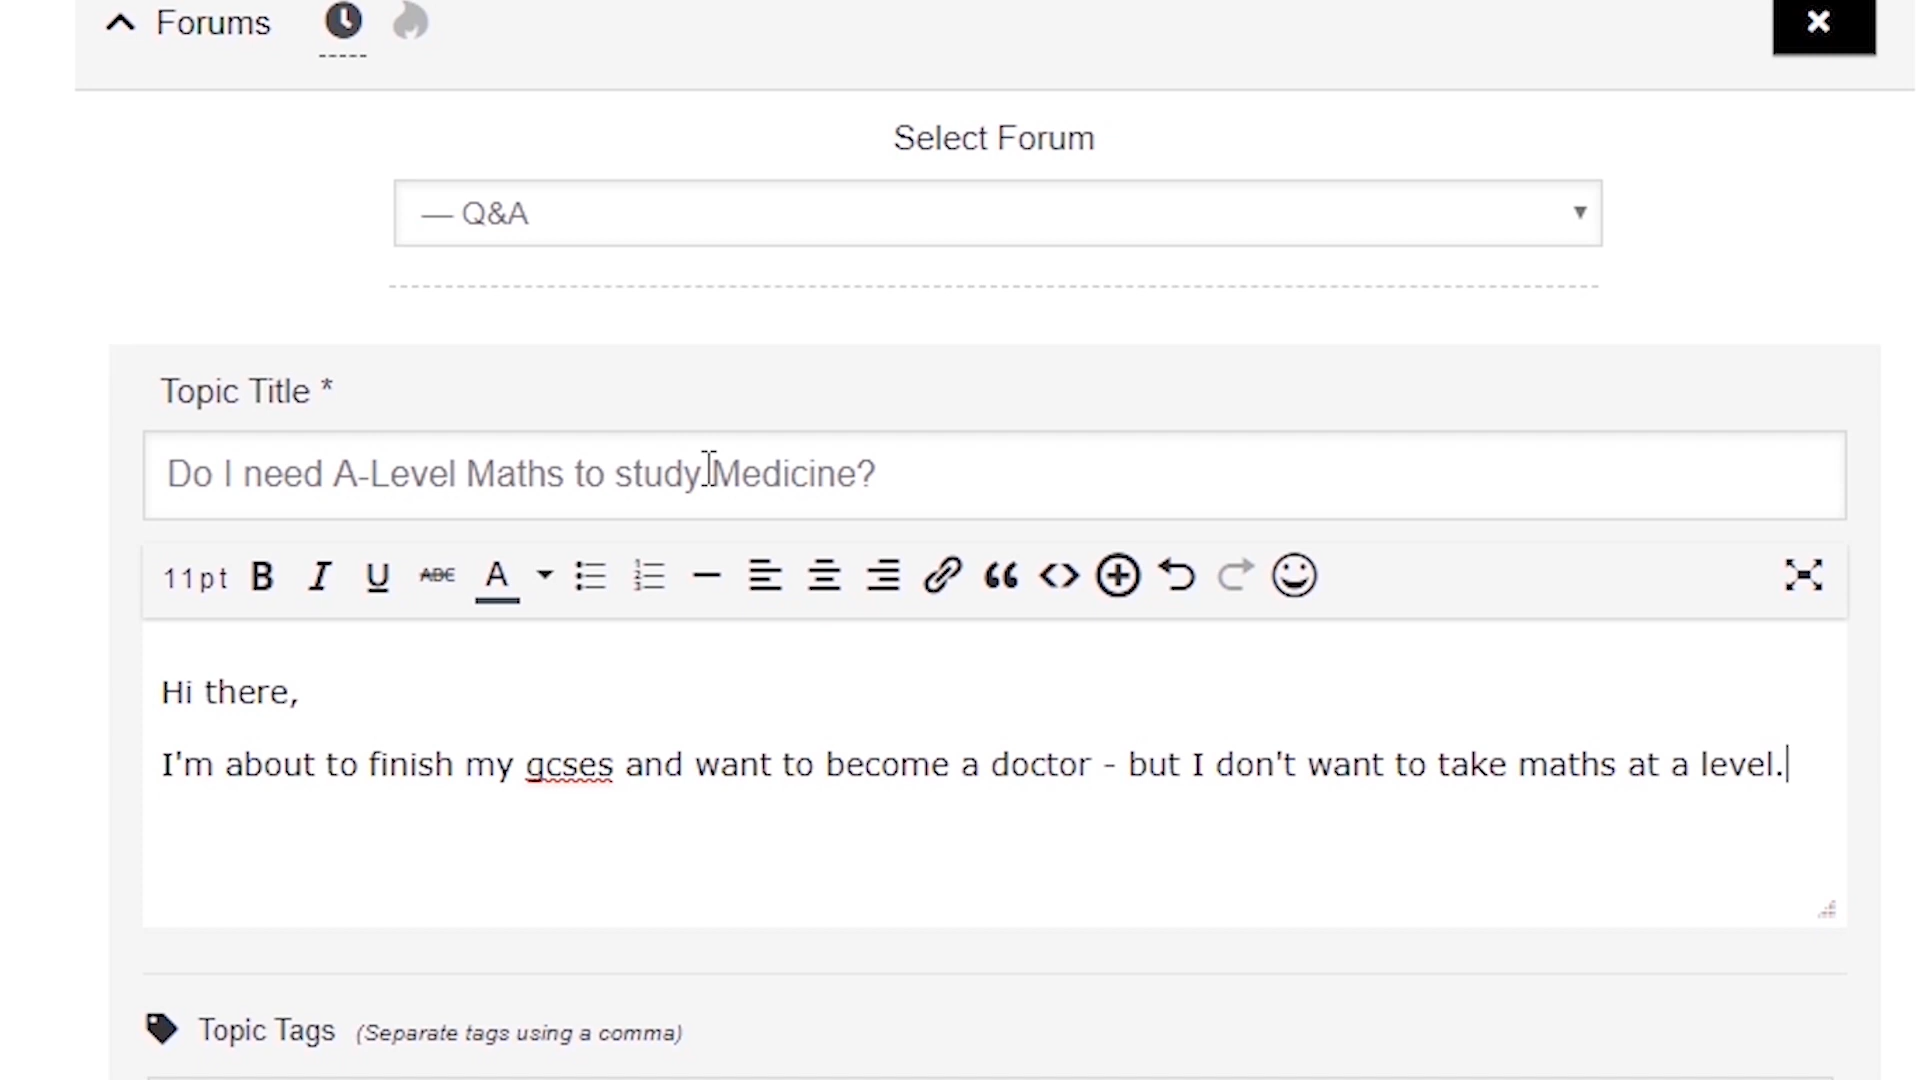 Forums
Select Forum
— Q&A
Topic Title *
Do I need A-Level Maths to study Medicine?
11pt B I U ABC A
Hi there,
I'm about to finish my gcses and want to become a doctor - but I don't want to take maths at a level.
Topic Tags (Separate tags using a comma)